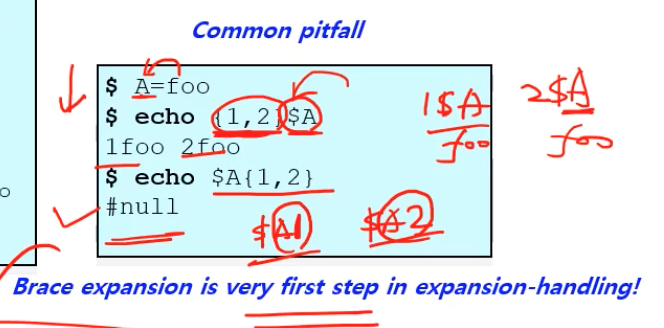 Common pitfall
$ A=foo
$ echo {1,2}$A
1foo 2foo
$ echo $A{1,2}
#null
1$A 2$A
foo foo
$A1 $A2
o
Brace expansion is very first step in expansion-handling!